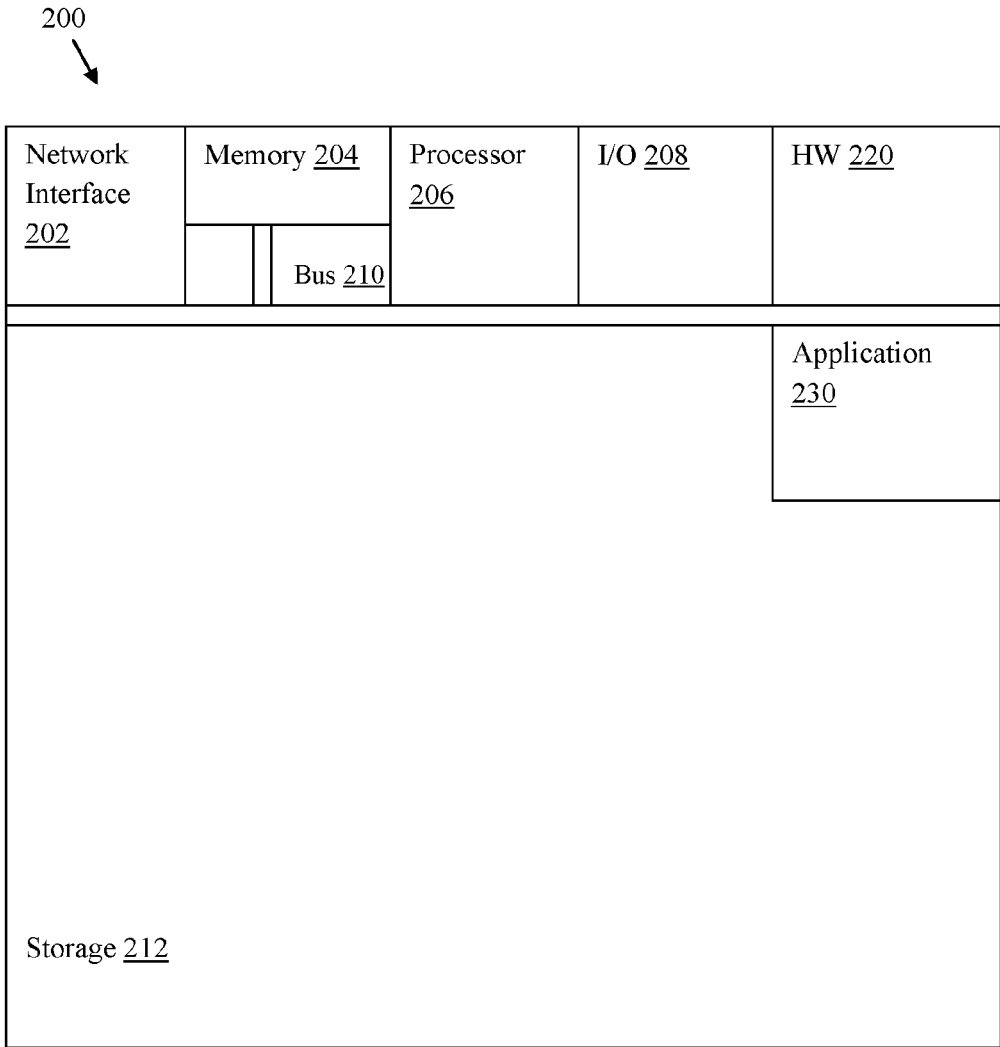 200
Network
Interface
202
Memory 204
Processor
206
I/O 208
HW 220
Bus 210
Application
230
Storage 212